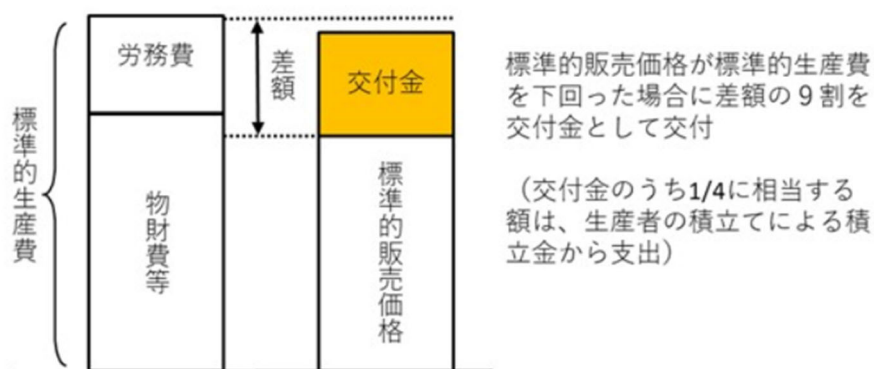 標準的生産費
労務費
物財費等
差額
交付金
標準的販売価格
標準的販売価格が標準的生産費
を下回った場合に差額の９割を
交付金として交付
（交付金のうち1/4に相当する
額は、生産者の積立てによる積
立金から支出）